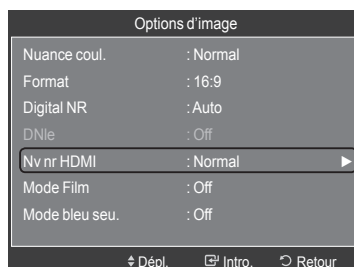 Options d'image
Nuance coul. : Normal
Format : 16:9
Digital NR : Auto
DNIe : Off
Nv nr HDMI : Normal ►
Mode Film : Off
Mode bleu seu. : Off
Dépl. Intro. Retour